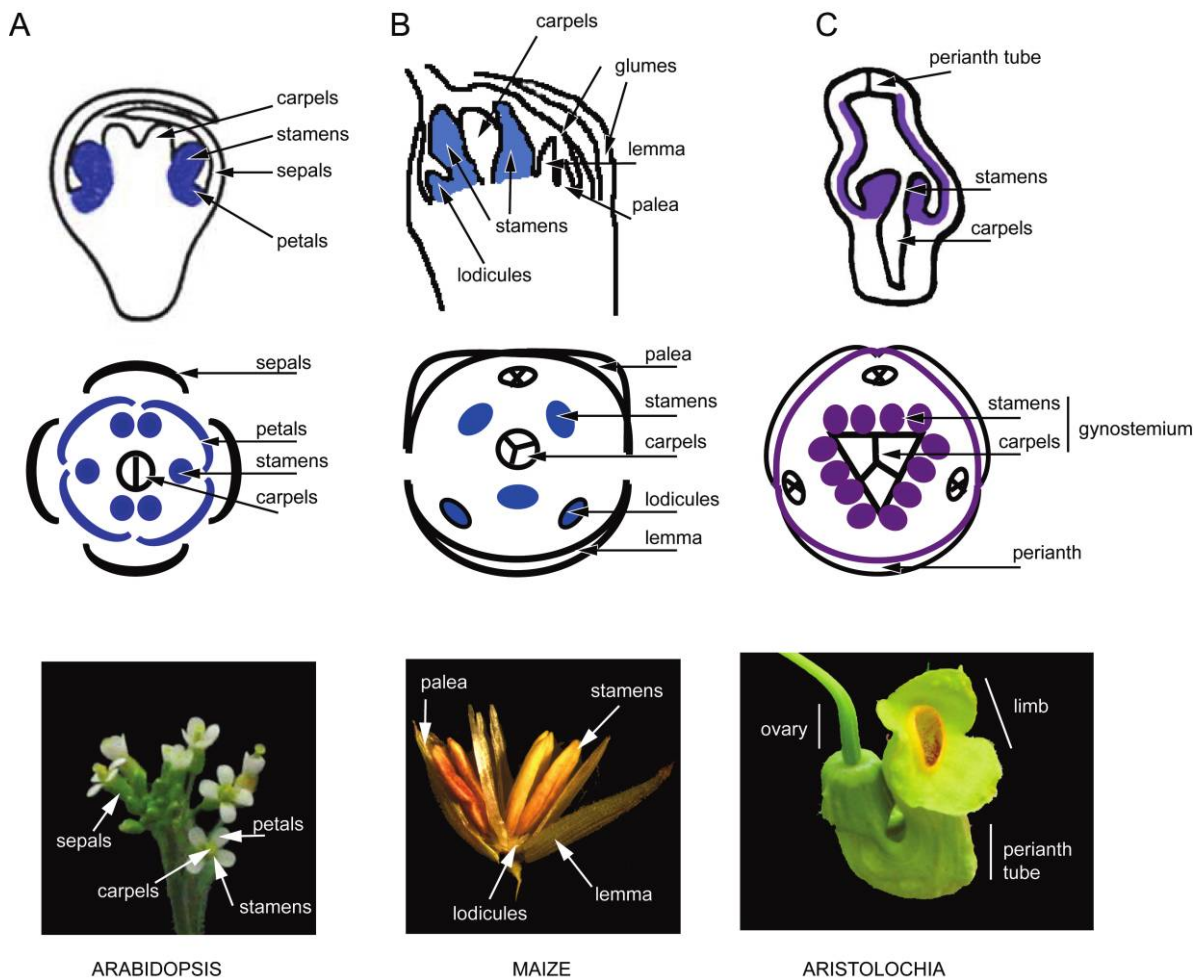 A
carpels
stamens
sepals
petals
sepals
petals
stamens
carpels
sepals
petals
carpels
stamens
ARABIDOPSIS
B
carpels
glumes
lemma
palea
stamens
lodicules
palea
stamens
carpels
lodicules
lemma
palea
stamens
lodicules
lemma
MAIZE
C
perianth tube
stamens
carpels
stamens
carpels
gynostemium
perianth
ovary
limb
perianth
tube
ARISTOLOCHIA